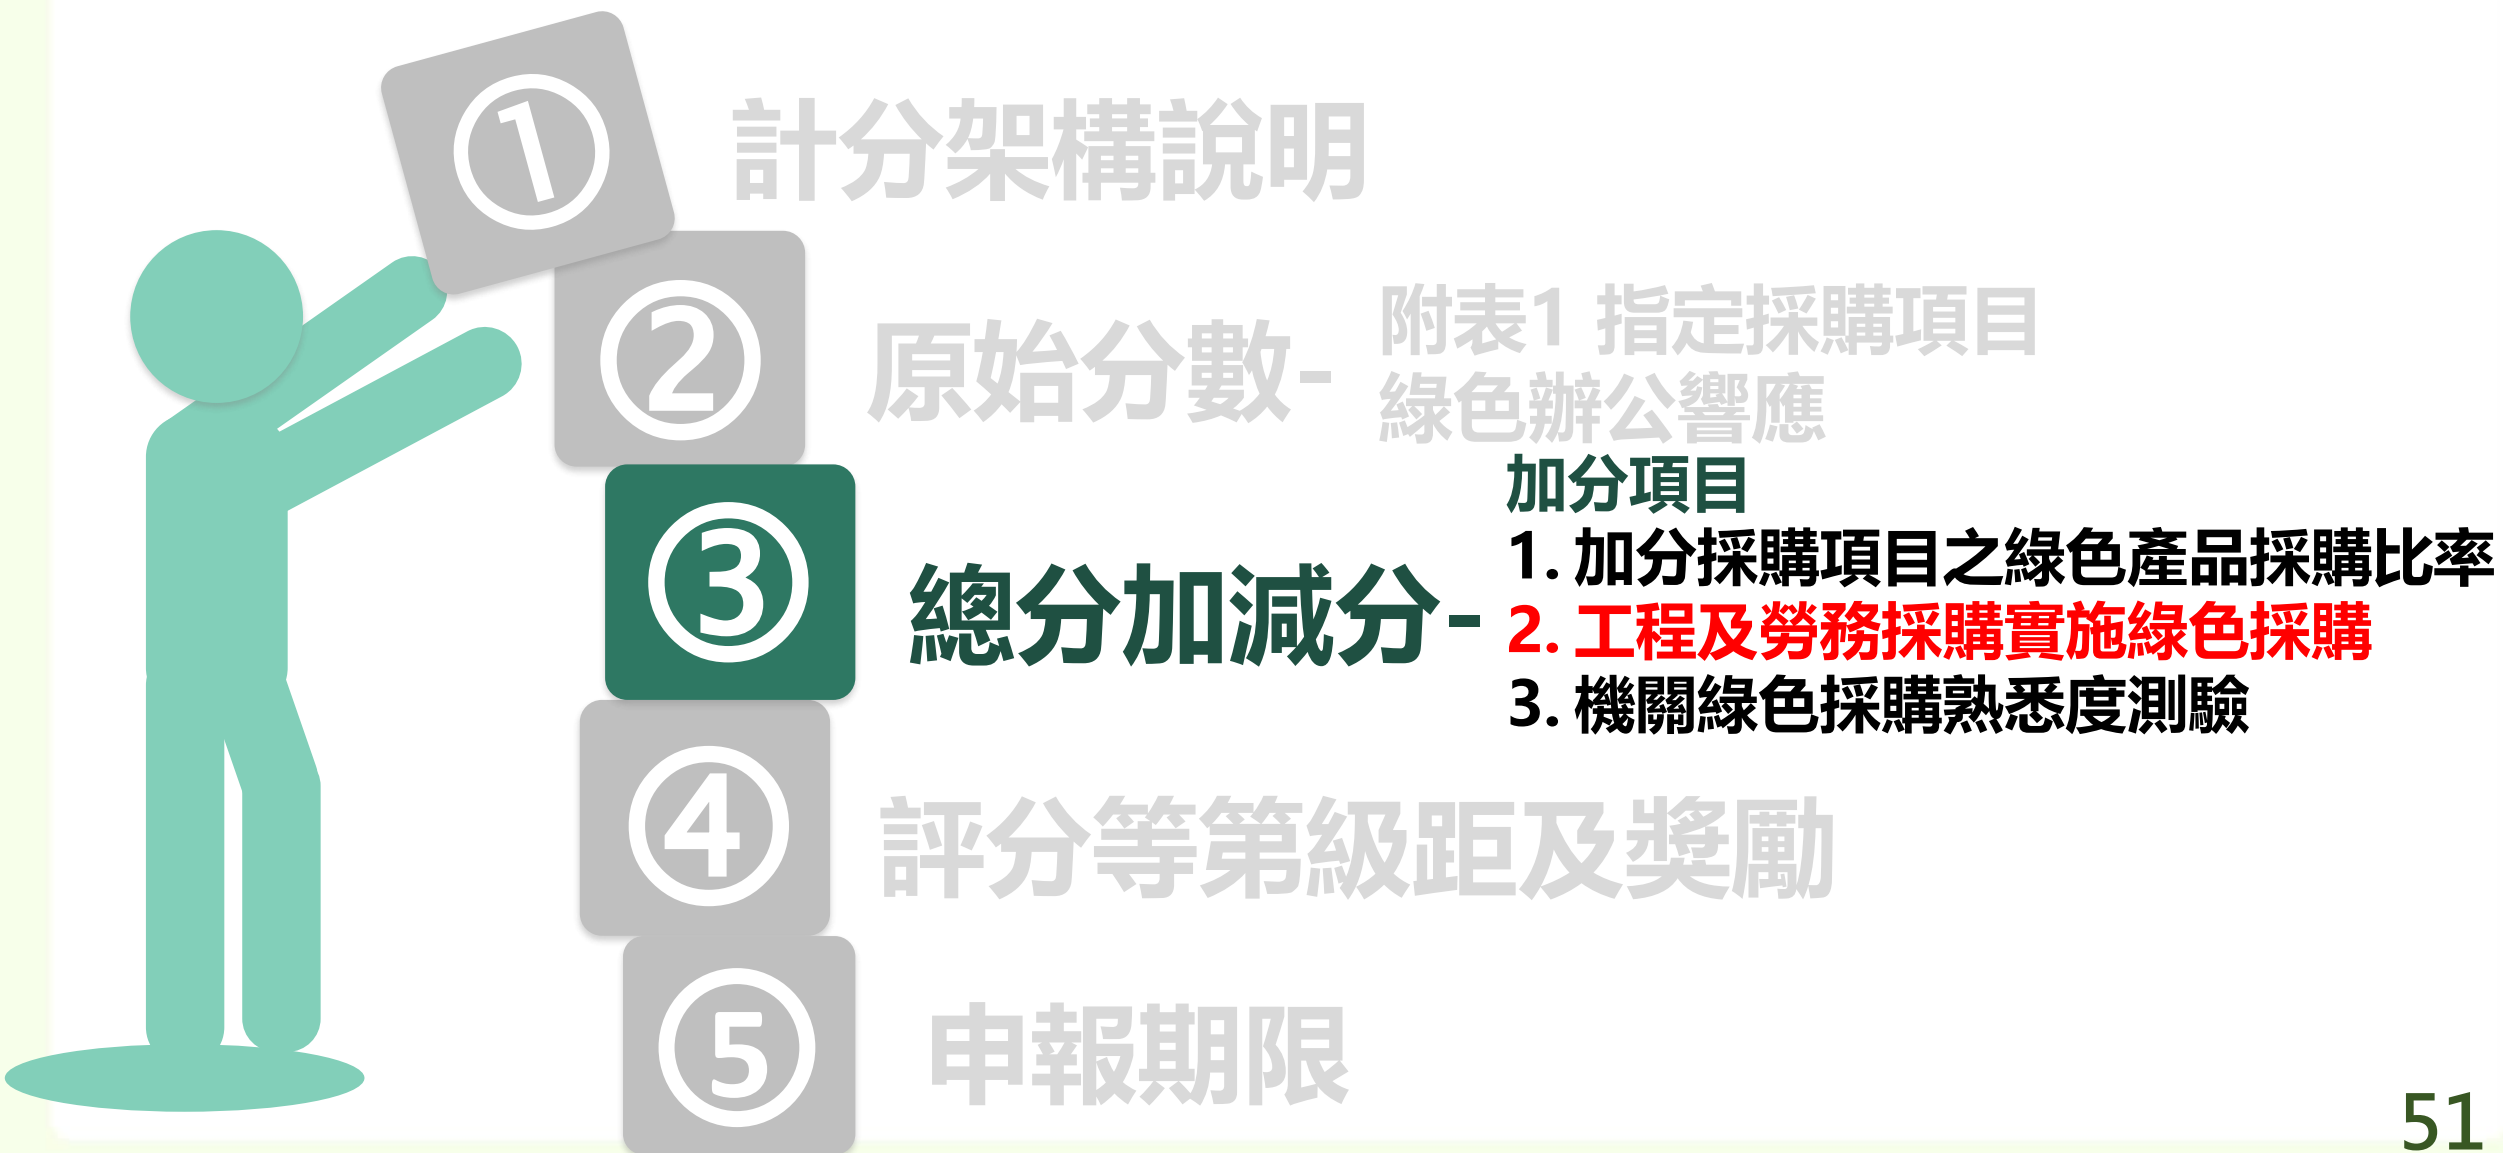 ① 計分架構說明
② 原始分數-
附表1 指定採購項目
綠色辦公響應
③ 總分加減分-
加分項目
1. 加分採購項目之綠色產品採購比率
2. 工程及勞務採購實施綠色採購
3. 機關綠色採購執志度測驗
④ 評分等第級距及獎勵
⑤ 申報期限
51